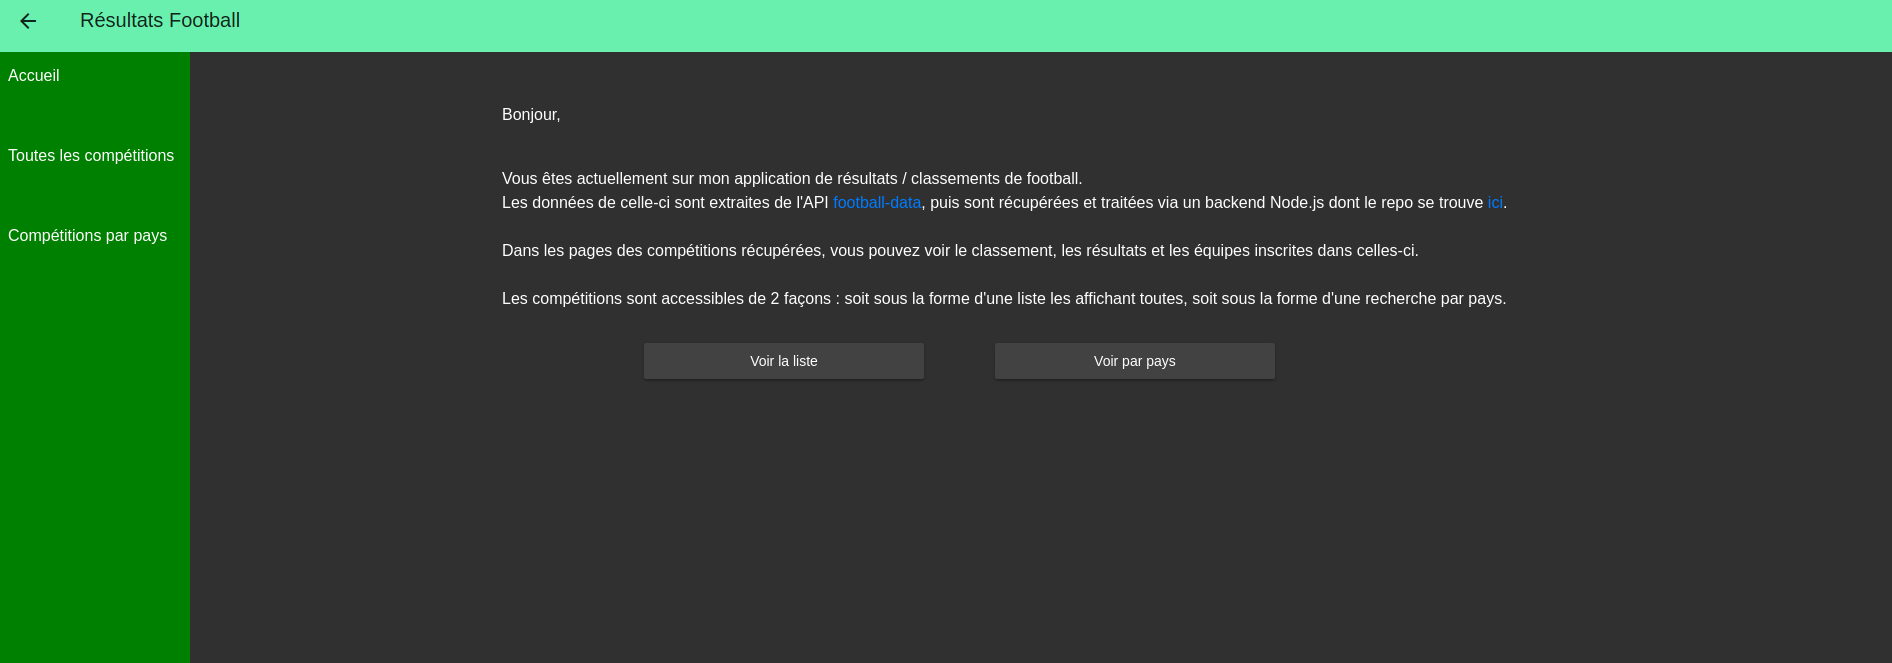 Résultats Football
Accueil
Toutes les compétitions
Compétitions par pays
Bonjour,
Vous êtes actuellement sur mon application de résultats / classements de football.
Les données de celle-ci sont extraites de l'API football-data, puis sont récupérées et traitées via un backend Node.js dont le repo se trouve ici.
Dans les pages des compétitions récupérées, vous pouvez voir le classement, les résultats et les équipes inscrites dans celles-ci.
Les compétitions sont accessibles de 2 façons : soit sous la forme d'une liste les affichant toutes, soit sous la forme d'une recherche par pays.
Voir la liste
Voir par pays